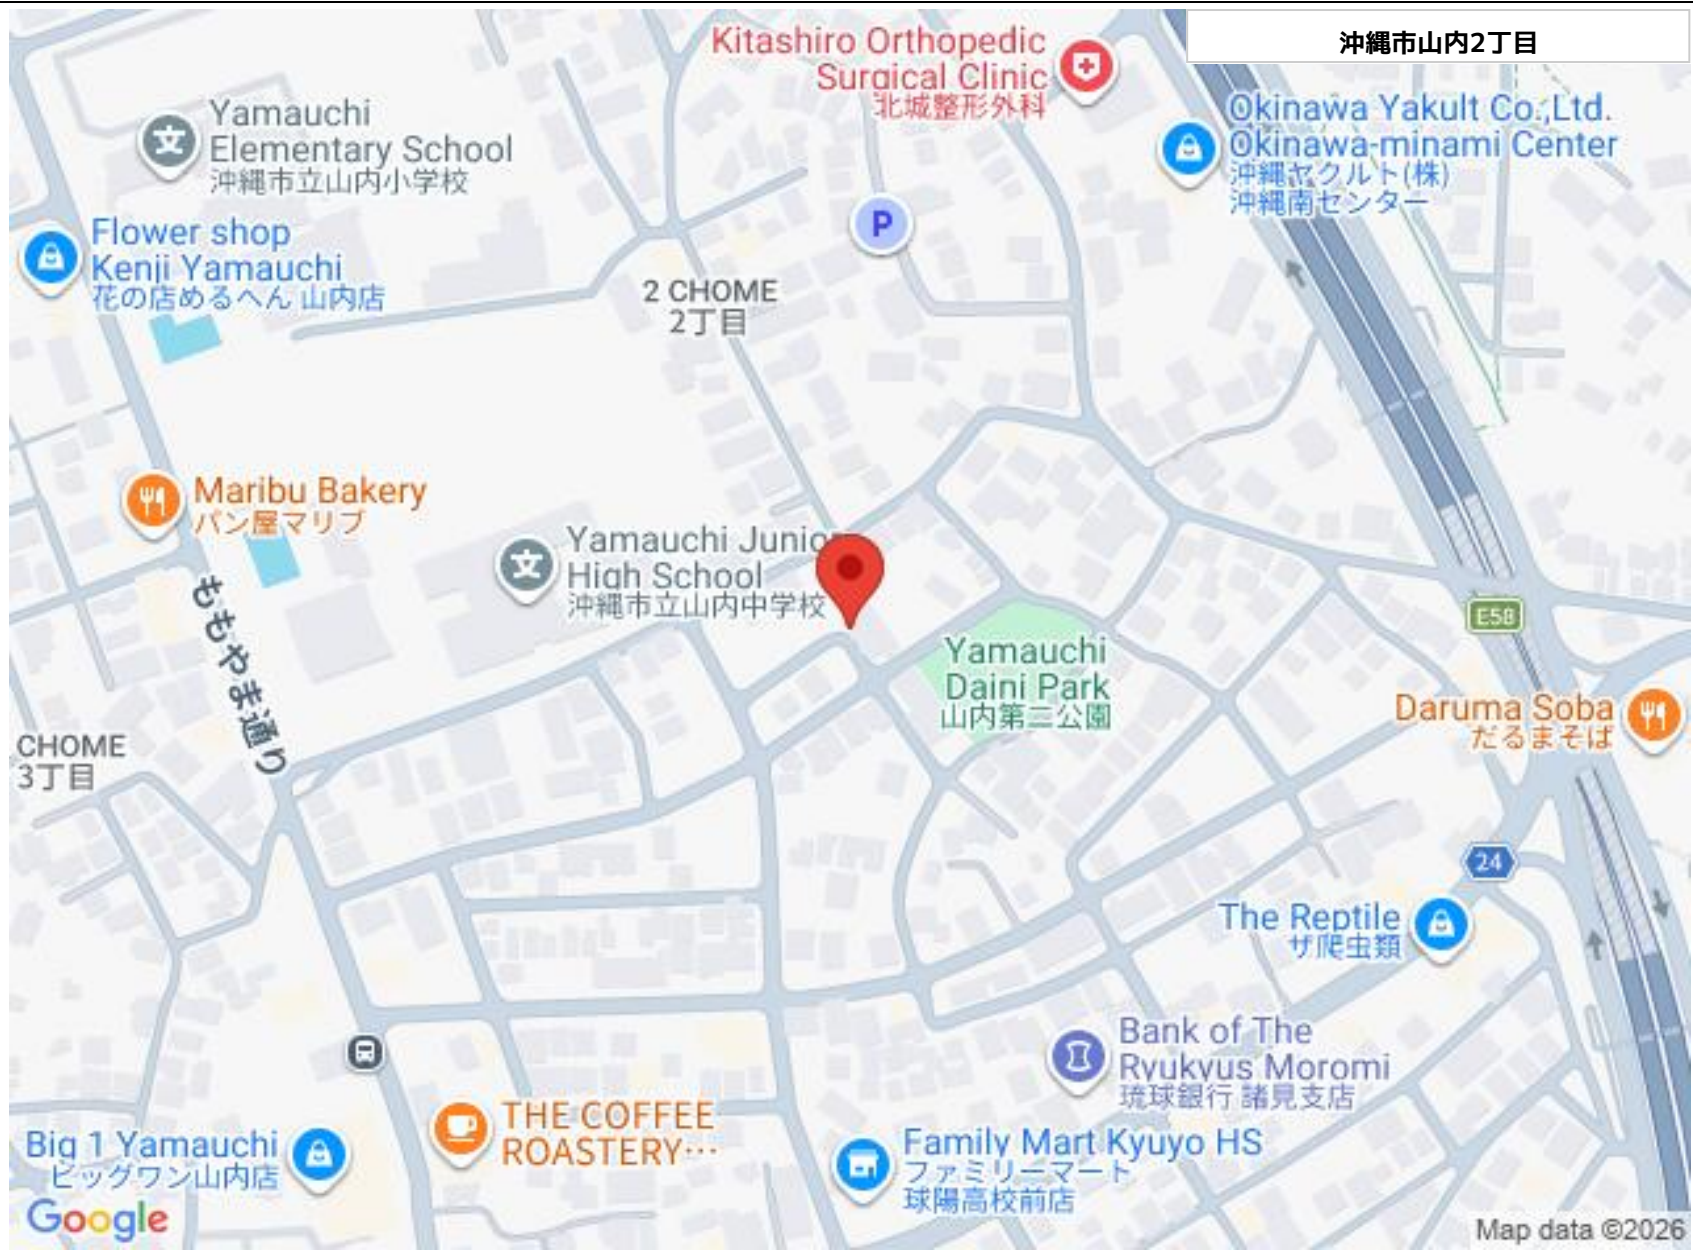 沖縄市山内2丁目
Kitashiro Orthopedic
Surgical Clinic
北城整形外科
Okinawa Yakult Co.,Ltd.
Okinawa-minami Center
沖縄ヤクルト(株)
沖縄南センター
Yamauchi
Elementary School
沖縄市立山内小学校
P
Flower shop
Kenji Yamauchi
花の店めるへん 山内店
2 CHOME
2丁目
Maribu Bakery
パン屋マリブ
Yamauchi Junior
High School
沖縄市立山内中学校
ももやま通り
E58
Yamauchi
Daini Park
山内第二公園
Daruma Soba
だるまそば
CHOME
3丁目
24
The Reptile
ザ爬虫類
Bank of The
Ryukyus Moromi
琉球銀行 諸見支店
THE COFFEE
ROASTERY…
Big 1 Yamauchi
ビッグワン山内店
Family Mart Kyuyo HS
ファミリーマート
球陽高校前店
Google
Map data ©2026